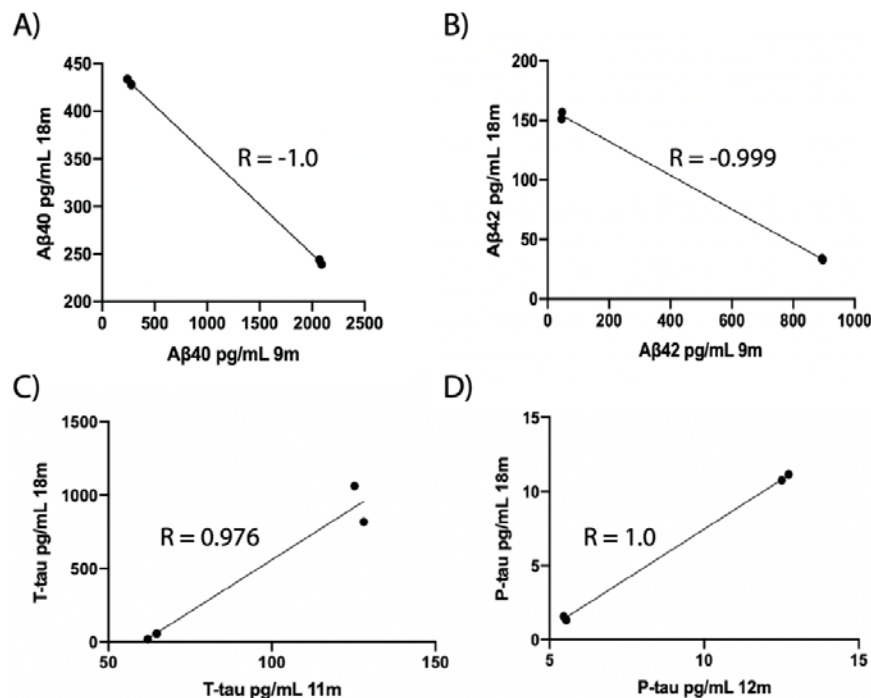 A)
450
400
350
300
250
200
0 500 1000 1500 2000 2500
Aβ40 pg/mL 18m
Aβ40 pg/mL 9m
R = -1.0
B)
200
150
100
50
0
0 200 400 600 800 1000
Aβ42 pg/mL 18m
Aβ42 pg/mL 9m
R = -0.999
C)
1500
1000
500
0
50 100 150
T-tau pg/mL 18m
T-tau pg/mL 11m
R = 0.976
D)
15
10
5
0
5 10 15
P-tau pg/mL 18m
P-tau pg/mL 12m
R = 1.0